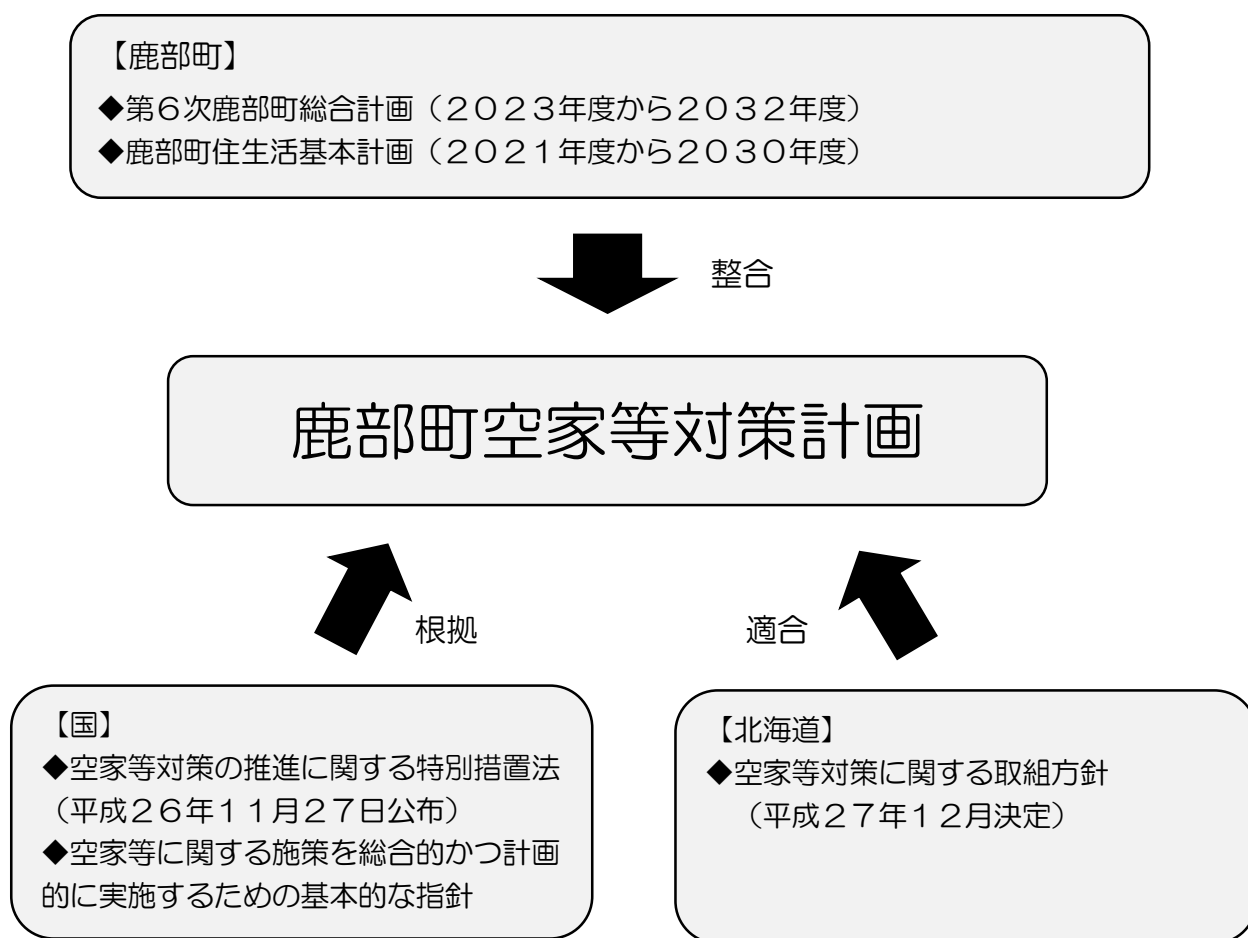 【鹿部町】
◆第６次鹿部町総合計画（２０２３年度から２０３２年度）
◆鹿部町住生活基本計画（２０２１年度から２０３０年度）
整合
鹿部町空家等対策計画
根拠
適合
【国】
◆空家等対策の推進に関する特別措置法
（平成２６年１１月２７日公布）
◆空家等に関する施策を総合的かつ計画
的に実施するための基本的な指針
【北海道】
◆空家等対策に関する取組方針
（平成２７年１２月決定）